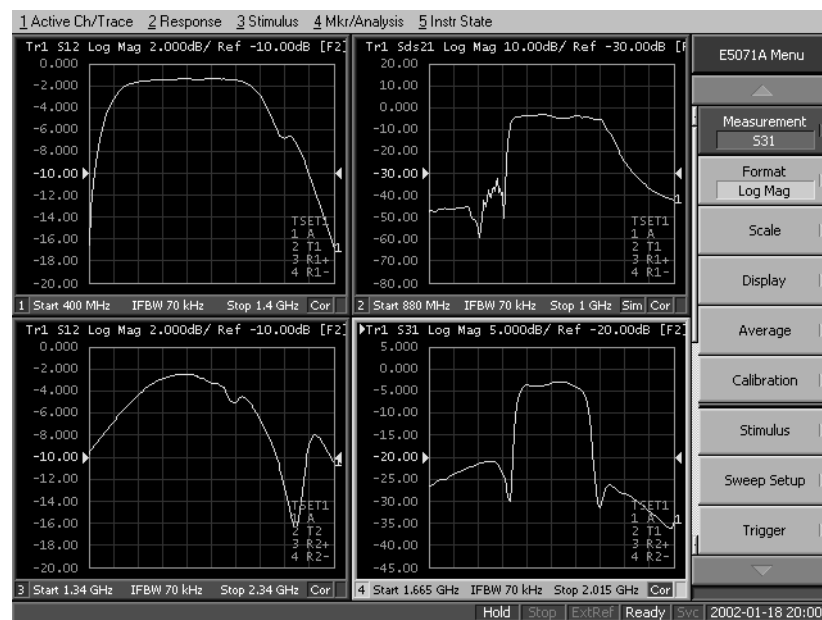 1 Active Ch/Trace 2 Response 3 Stimulus 4 Mkr/Analysis 5 Instr State
Tr1 S12 Log Mag 2.000dB/ Ref -10.00dB [F2]
0.000
-2.000
-4.000
-6.000
-8.000
-10.00
-12.00
-14.00
-16.00
-18.00
-20.00
TSET1
1 A
2 T1
3 R1+
4 R1-
1
1 Start 400 MHz IFBW 70 kHz Stop 1.4 GHz Cor
Tr1 Sds21 Log Mag 10.00dB/ Ref -30.00dB [F
20.00
10.00
0.000
-10.00
-20.00
-30.00
-40.00
-50.00
-60.00
-70.00
-80.00
TSET1
1 A
2 T1
3 R1+
4 R1-
1
2 Start 880 MHz IFBW 70 kHz Stop 1 GHz Sim Cor
Tr1 S12 Log Mag 2.000dB/ Ref -10.00dB [F2]
0.000
-2.000
-4.000
-6.000
-8.000
-10.00
-12.00
-14.00
-16.00
-18.00
-20.00
TSET1
1 A
2 T2
3 R2+
4 R2-
1
3 Start 1.34 GHz IFBW 70 kHz Stop 2.34 GHz Cor
Tr1 S31 Log Mag 5.000dB/ Ref -20.00dB [F2]
5.000
0.000
-5.000
-10.00
-15.00
-20.00
-25.00
-30.00
-35.00
-40.00
-45.00
TSET1
1 A
2 T1
3 R2+
4 R2-
1
4 Start 1.665 GHz IFBW 70 kHz Stop 2.015 GHz Cor
E5071A Menu
Measurement
S31
Format
Log Mag
Scale
Display
Average
Calibration
Stimulus
Sweep Setup
Trigger
Hold Stop ExtRef Ready Svc 2002-01-18 20:00